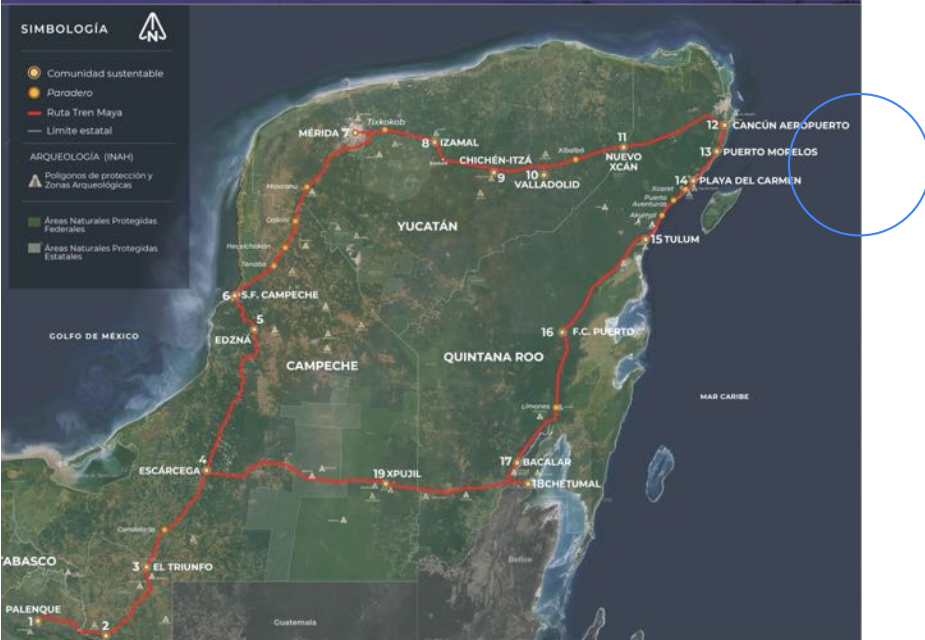 SIMBOLOGÍA
N
Comunidad sustentable
Paradero
Ruta Tren Maya
Límite estatal
ARQUEOLOGÍA (INAH)
Polígonos de protección y
Zonas Arqueológicas
Áreas Naturales Protegidas
Federales
Áreas Naturales Protegidas
Estatales
MÉRIDA 7
Tixkokob
8 IZAMAL
CHICHÉN-ITZÁ
9
10
VALLADOLID
Xibalbá
11
NUEVO
XCÁN
12 CANCÚN AEROPUERTO
13 PUERTO MORELOS
14 PLAYA DEL CARMEN
Xcaret
Puerto
Aventuras
Akumal
15 TULUM
Maxcanú
Calkiní
Hecelchakán
Tenabo
YUCATÁN
6 S.F. CAMPECHE
5
EDZNÁ
GOLFO DE MÉXICO
CAMPECHE
QUINTANA ROO
16 F.C. PUERTO
MAR CARIBE
Limones
4
ESCÁRCEGA
19 XPUJIL
17 BACALAR
18 CHETUMAL
Candelaria
TABASCO
3 EL TRIUNFO
Belice
PALENQUE
1
2
Guatemala